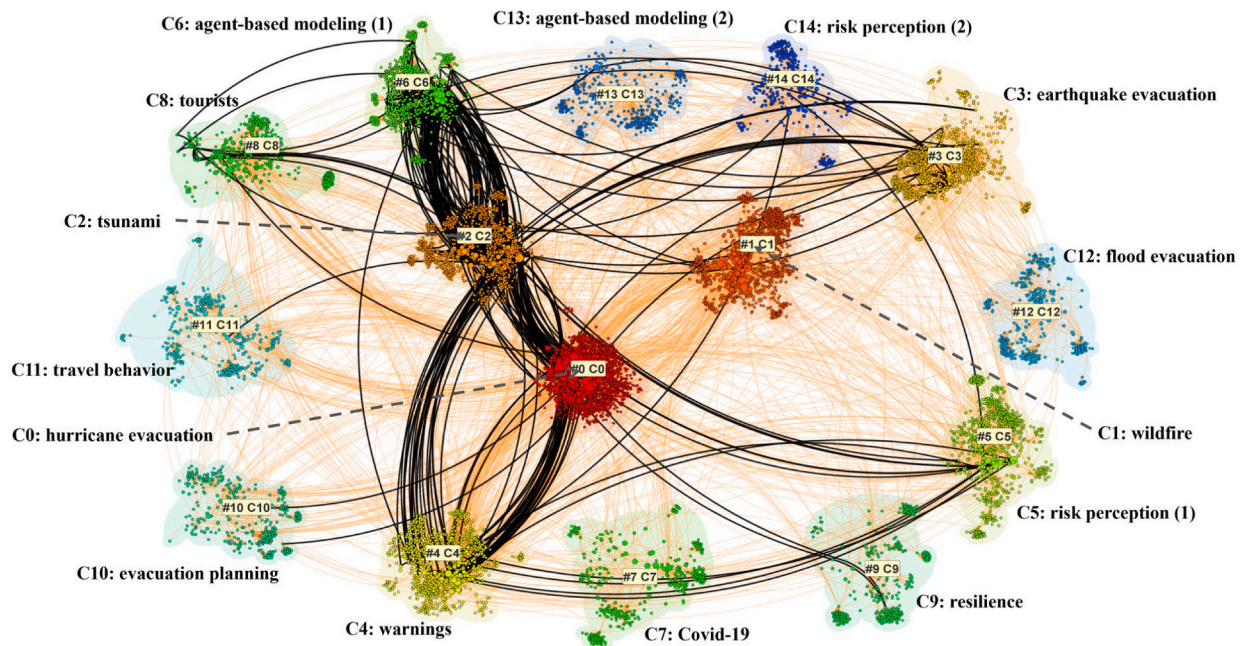 C6: agent-based modeling (1)
C13: agent-based modeling (2)
C14: risk perception (2)
#6 C6
#14 C14
#13 C13
C8: tourists
C3: earthquake evacuation
#8 C8
#3 C3
C2: tsunami
#2 C2
#1 C1
C12: flood evacuation
#12 C12
#11 C11
C11: travel behavior
#0 C0
C0: hurricane evacuation
C1: wildfire
#5 C5
#10 C10
C5: risk perception (1)
C10: evacuation planning
#4 C4
#7 C7
#9 C9
C9: resilience
C4: warnings
C7: Covid-19